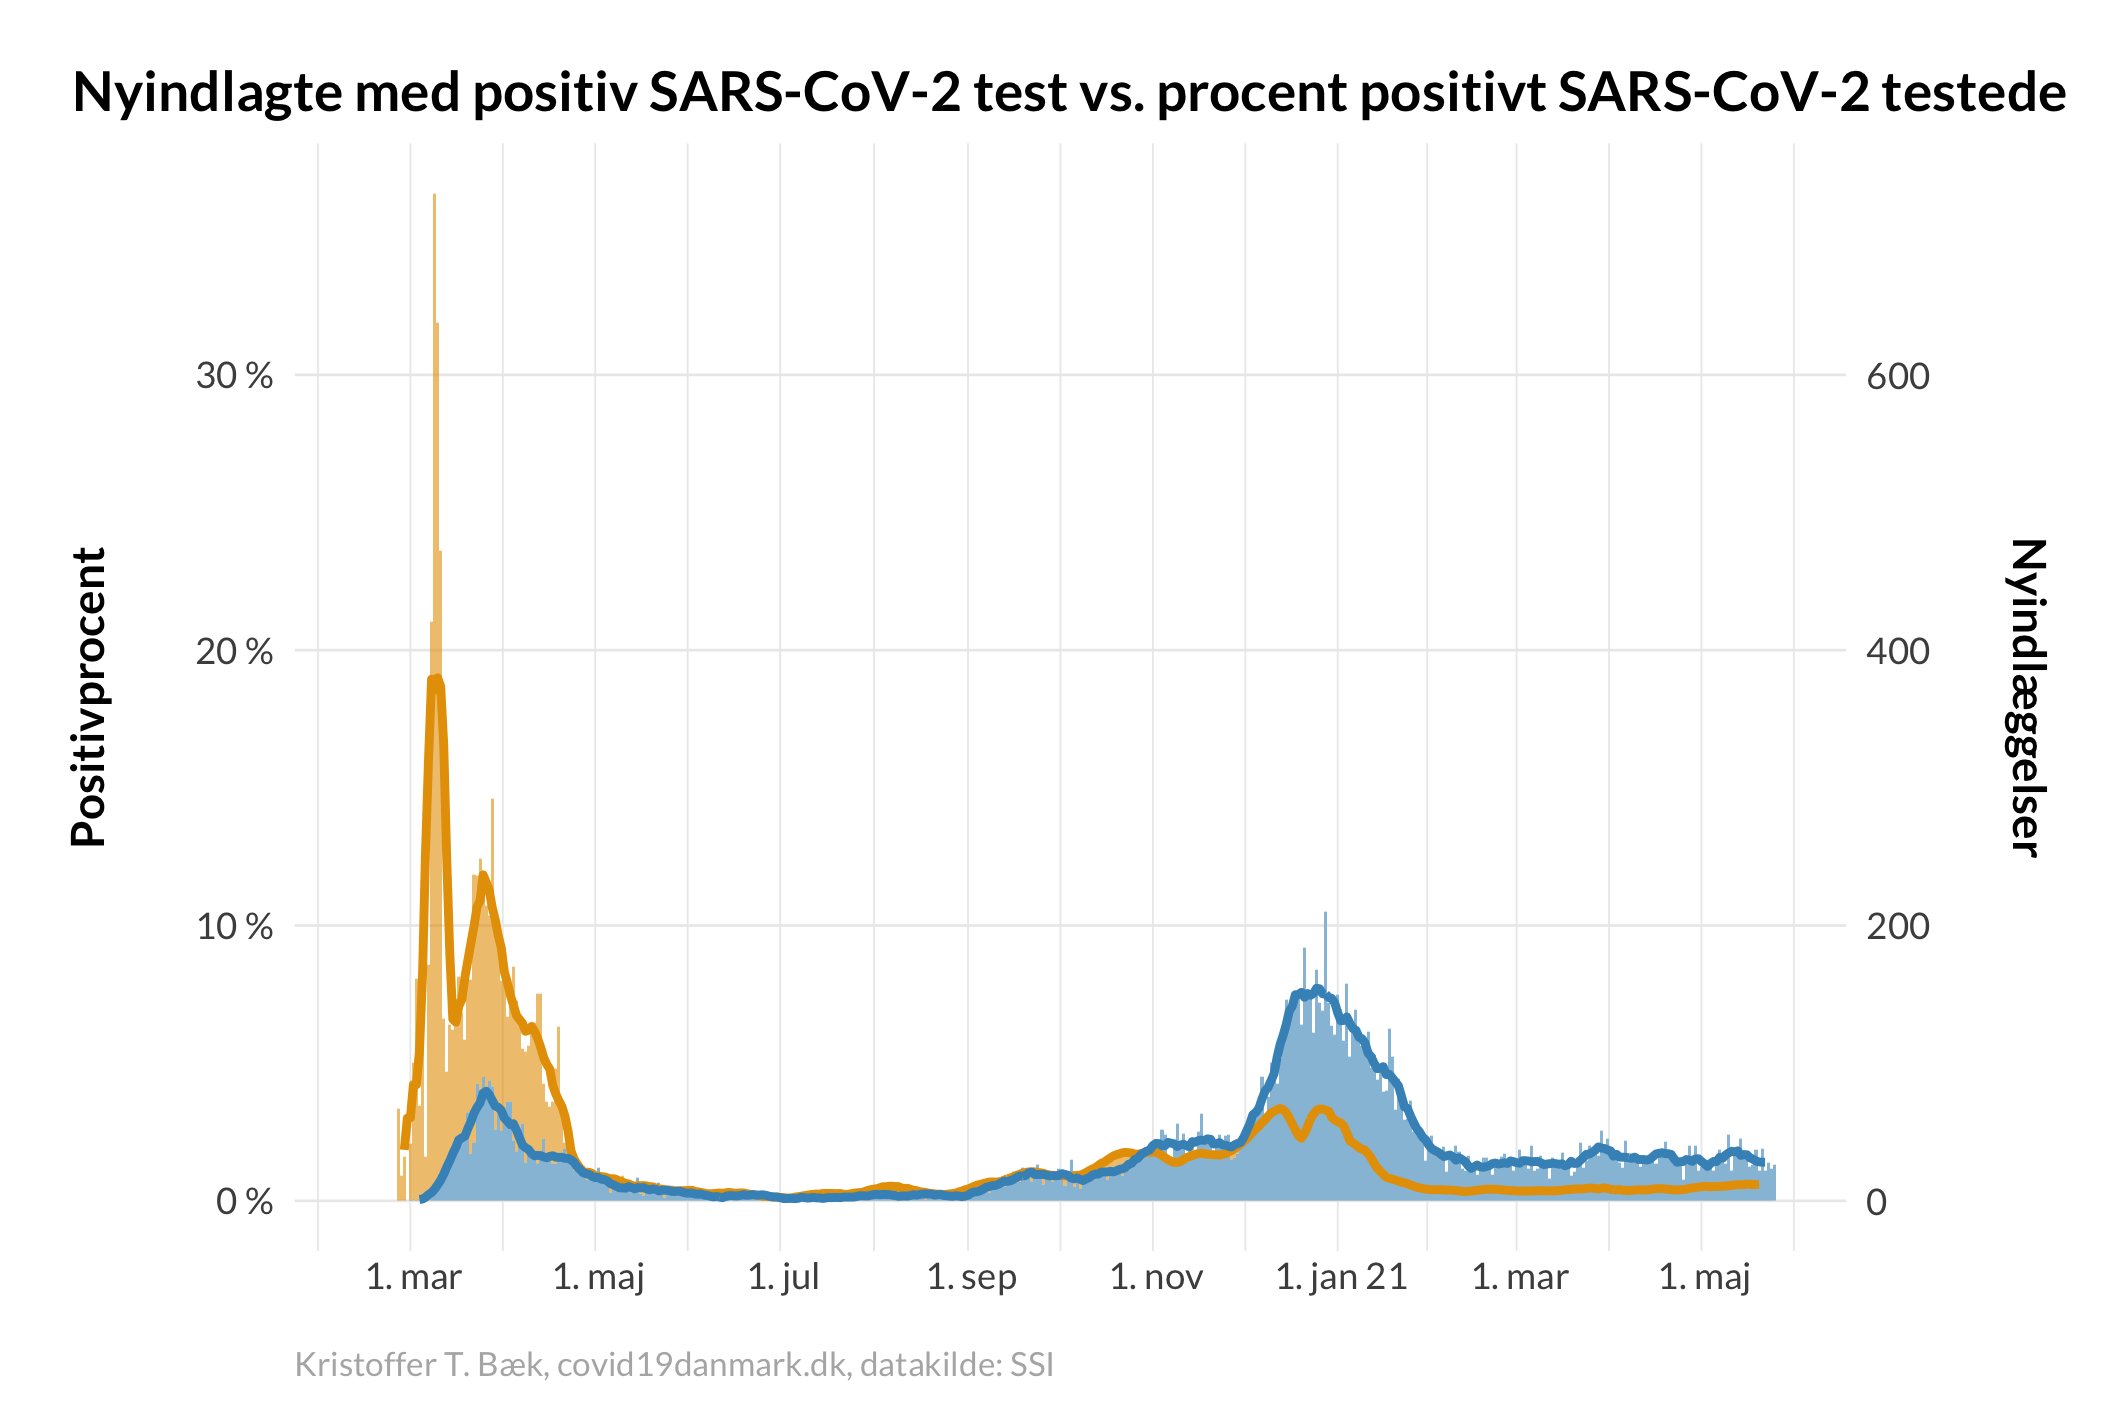 Nyindlagte med positiv SARS-CoV-2 test vs. procent positivt SARS-CoV-2 testede
Positivprocent
30 %
20 %
10 %
0 %
600
400
200
0
Nyindlæggelser
1. mar
1. maj
1. jul
1. sep
1. nov
1. jan 21
1. mar
1. maj
Kristoffer T. Bæk, covid19danmark.dk, datakilde: SSI